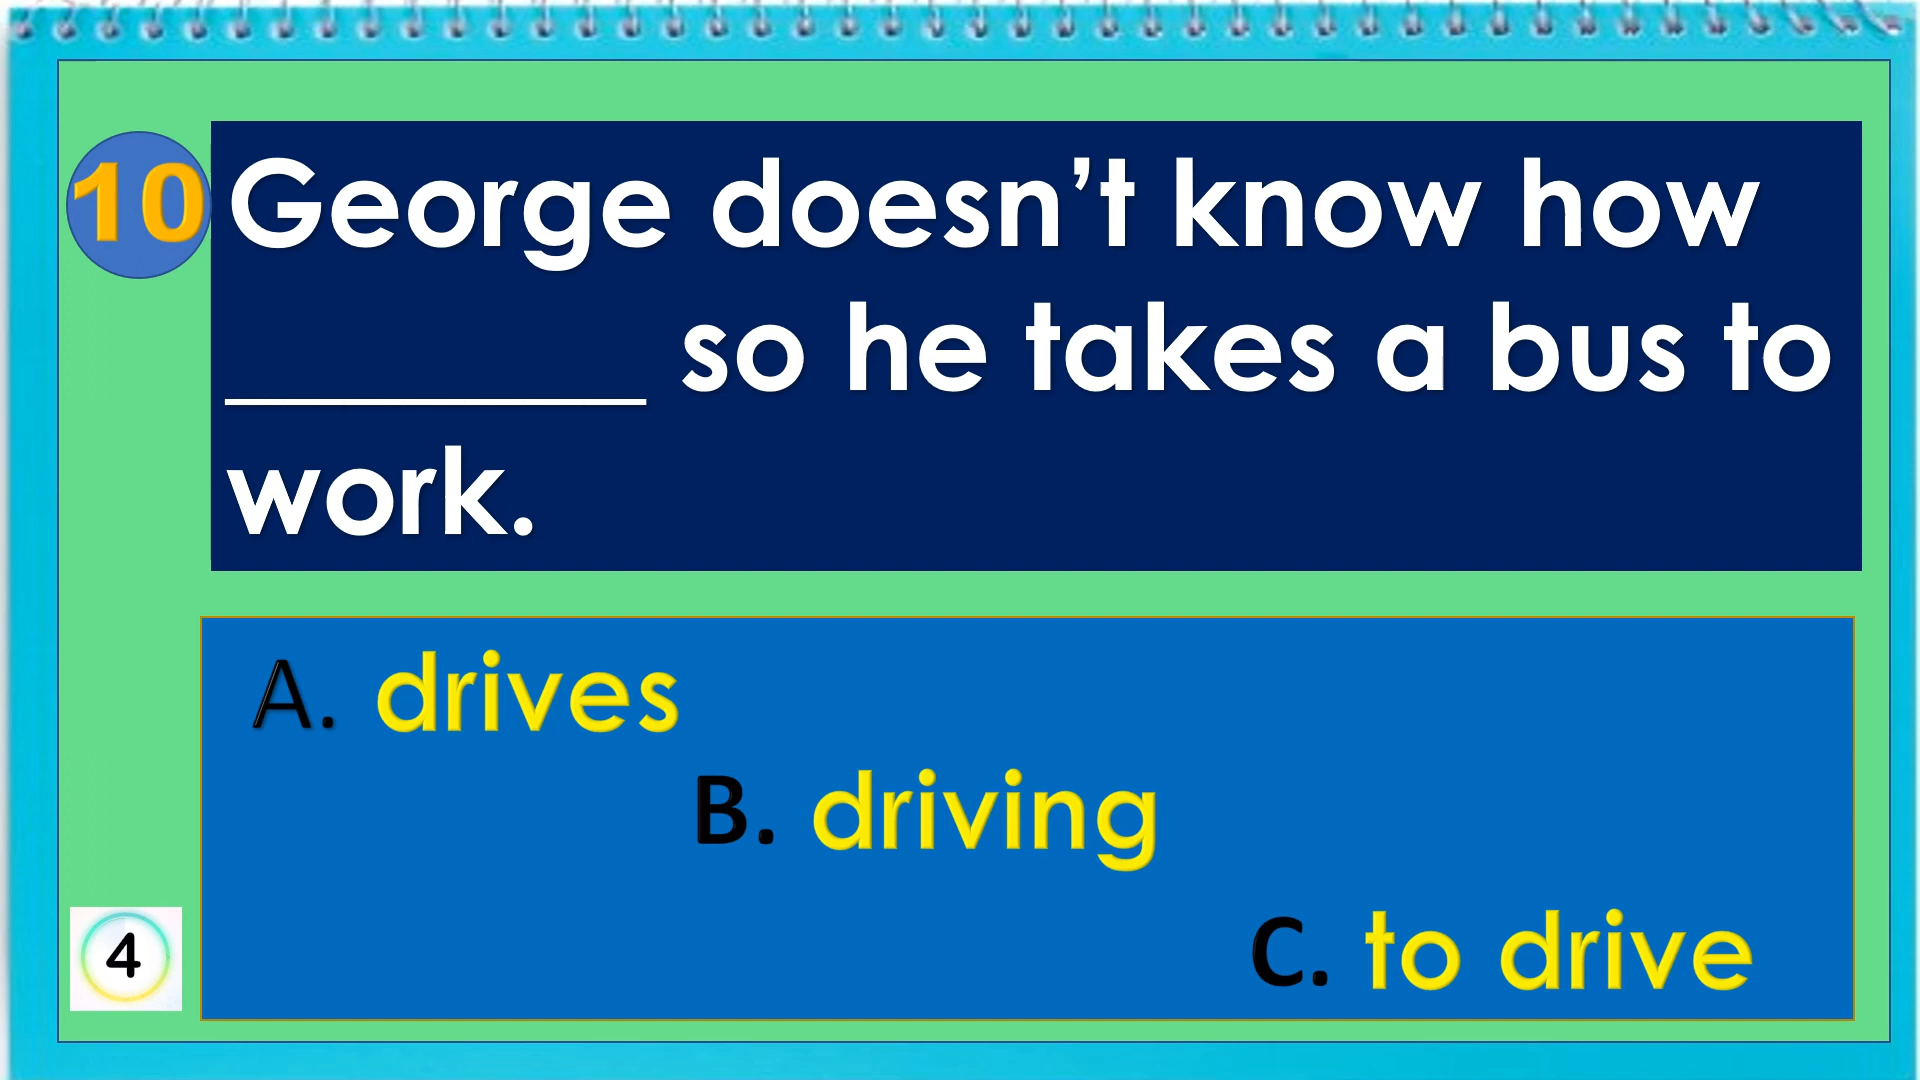 10
George doesn’t know how
________ so he takes a bus to
work.
A. drives
B. driving
C. to drive
4